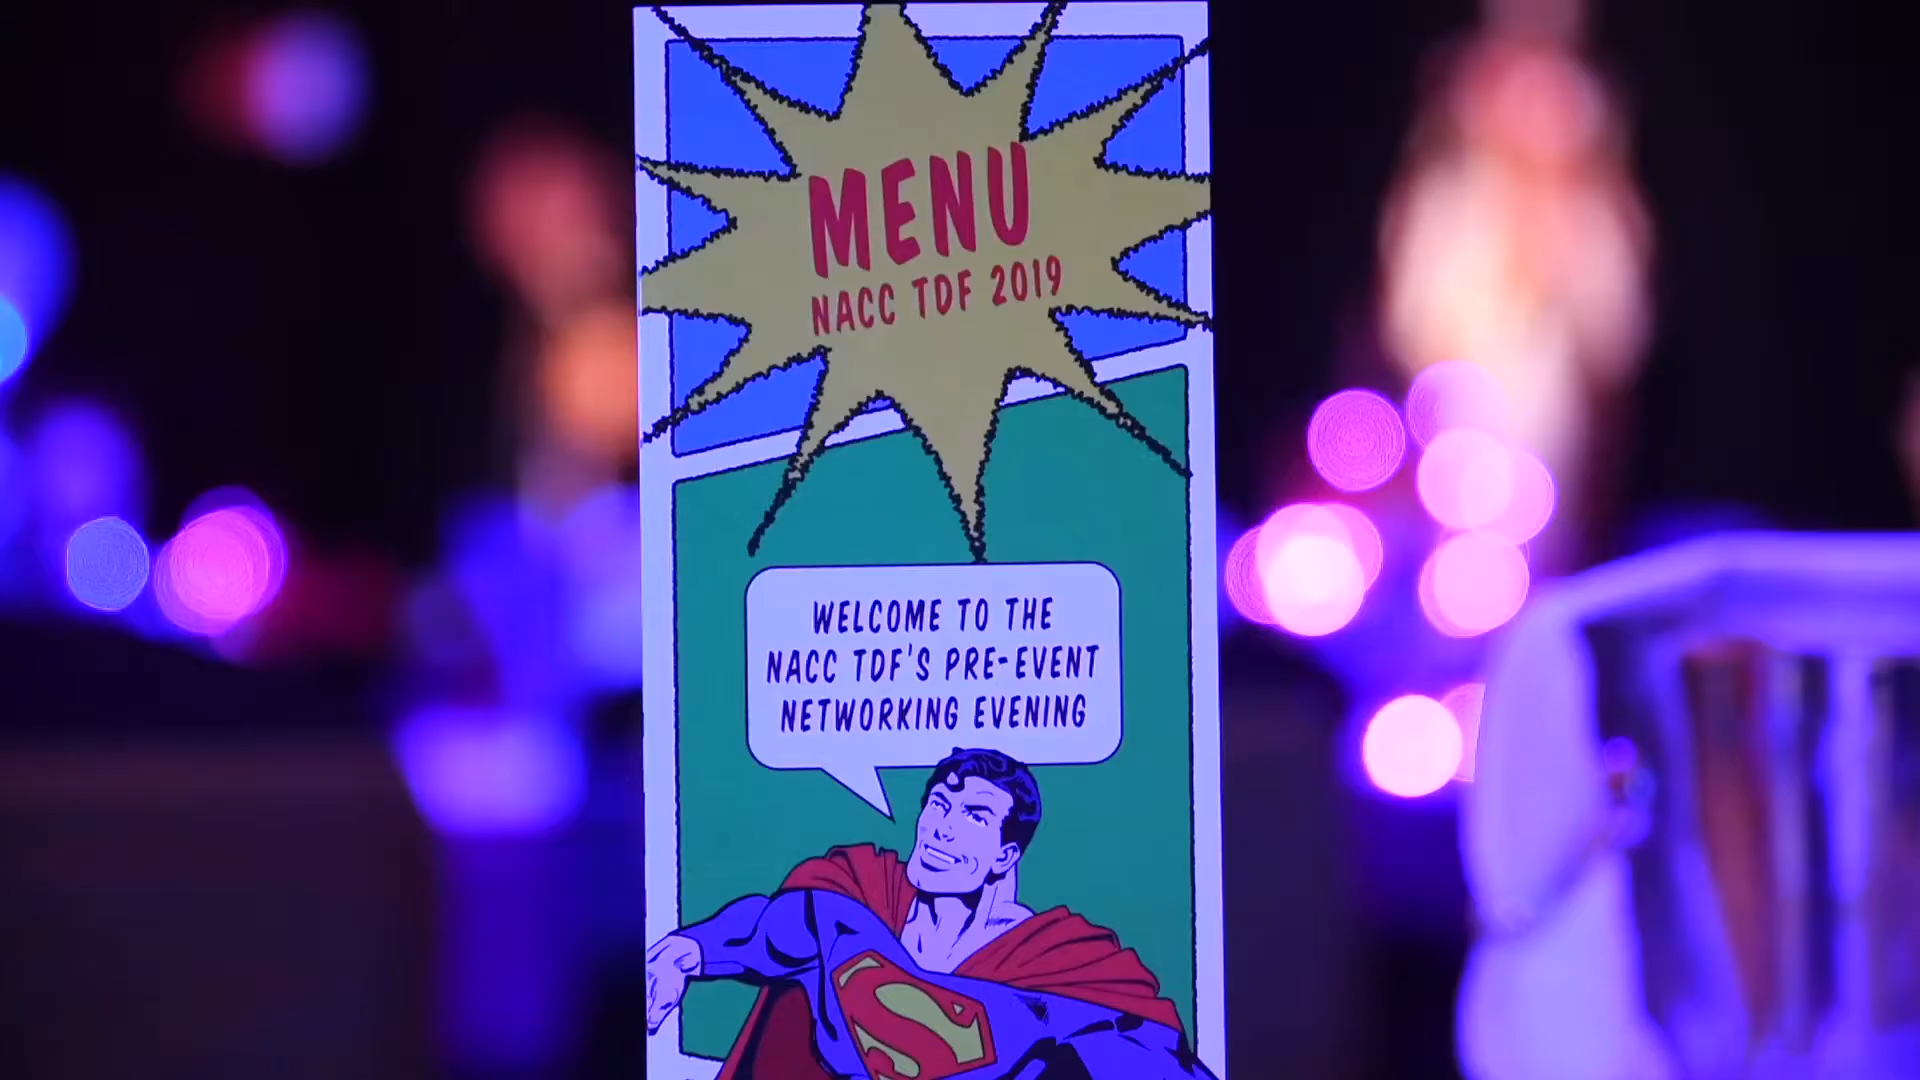 MENU
NACC TDF 2019
WELCOME TO THE
NACC TDF'S PRE-EVENT
NETWORKING EVENING
S